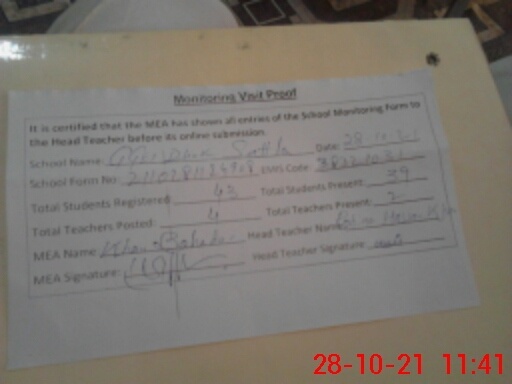 Monitoring Visit Proof
It is certified that the MEA has shown all entries of the School Monitoring Form to
the Head Teacher before its online submission.
School Name: Date: 28-10-21
School Form No: EMIS Code:
Total Students Registered: 43 Total Students Present: 39
Total Teachers Posted: 4 Total Teachers Present: 2
MEA Name: Head Teacher Name:
MEA Signature: Head Teacher Signature:
28-10-21 11:41